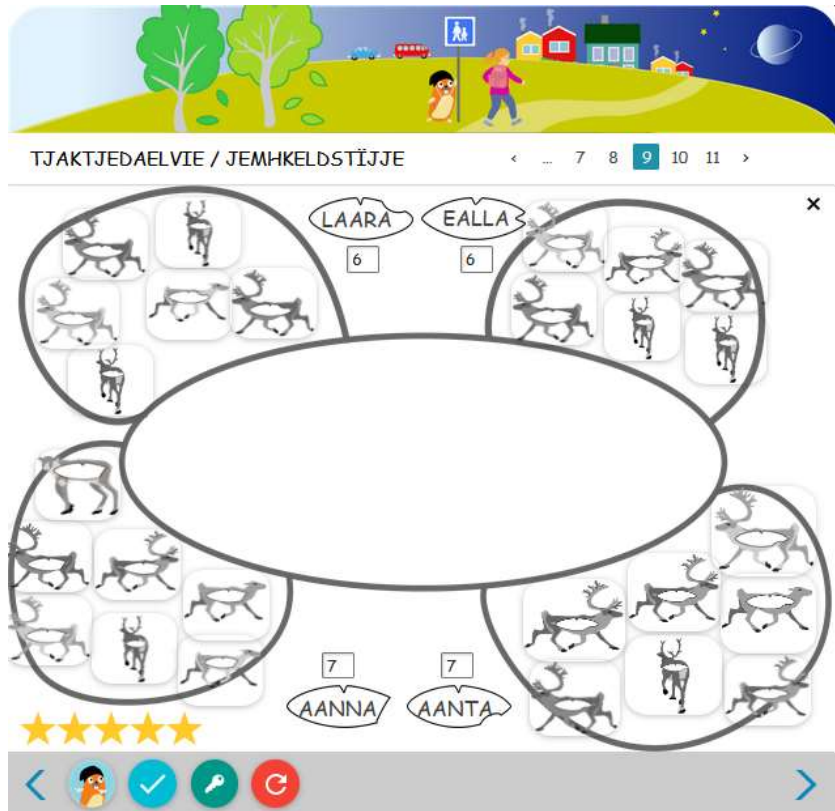 TJAKTJEDAELVIE / JEMHKELDSTÏJJE
‹ ... 7 8 9 10 11 ›
×
LAARA EALLA
6 6
7 7
AANNA AANTA